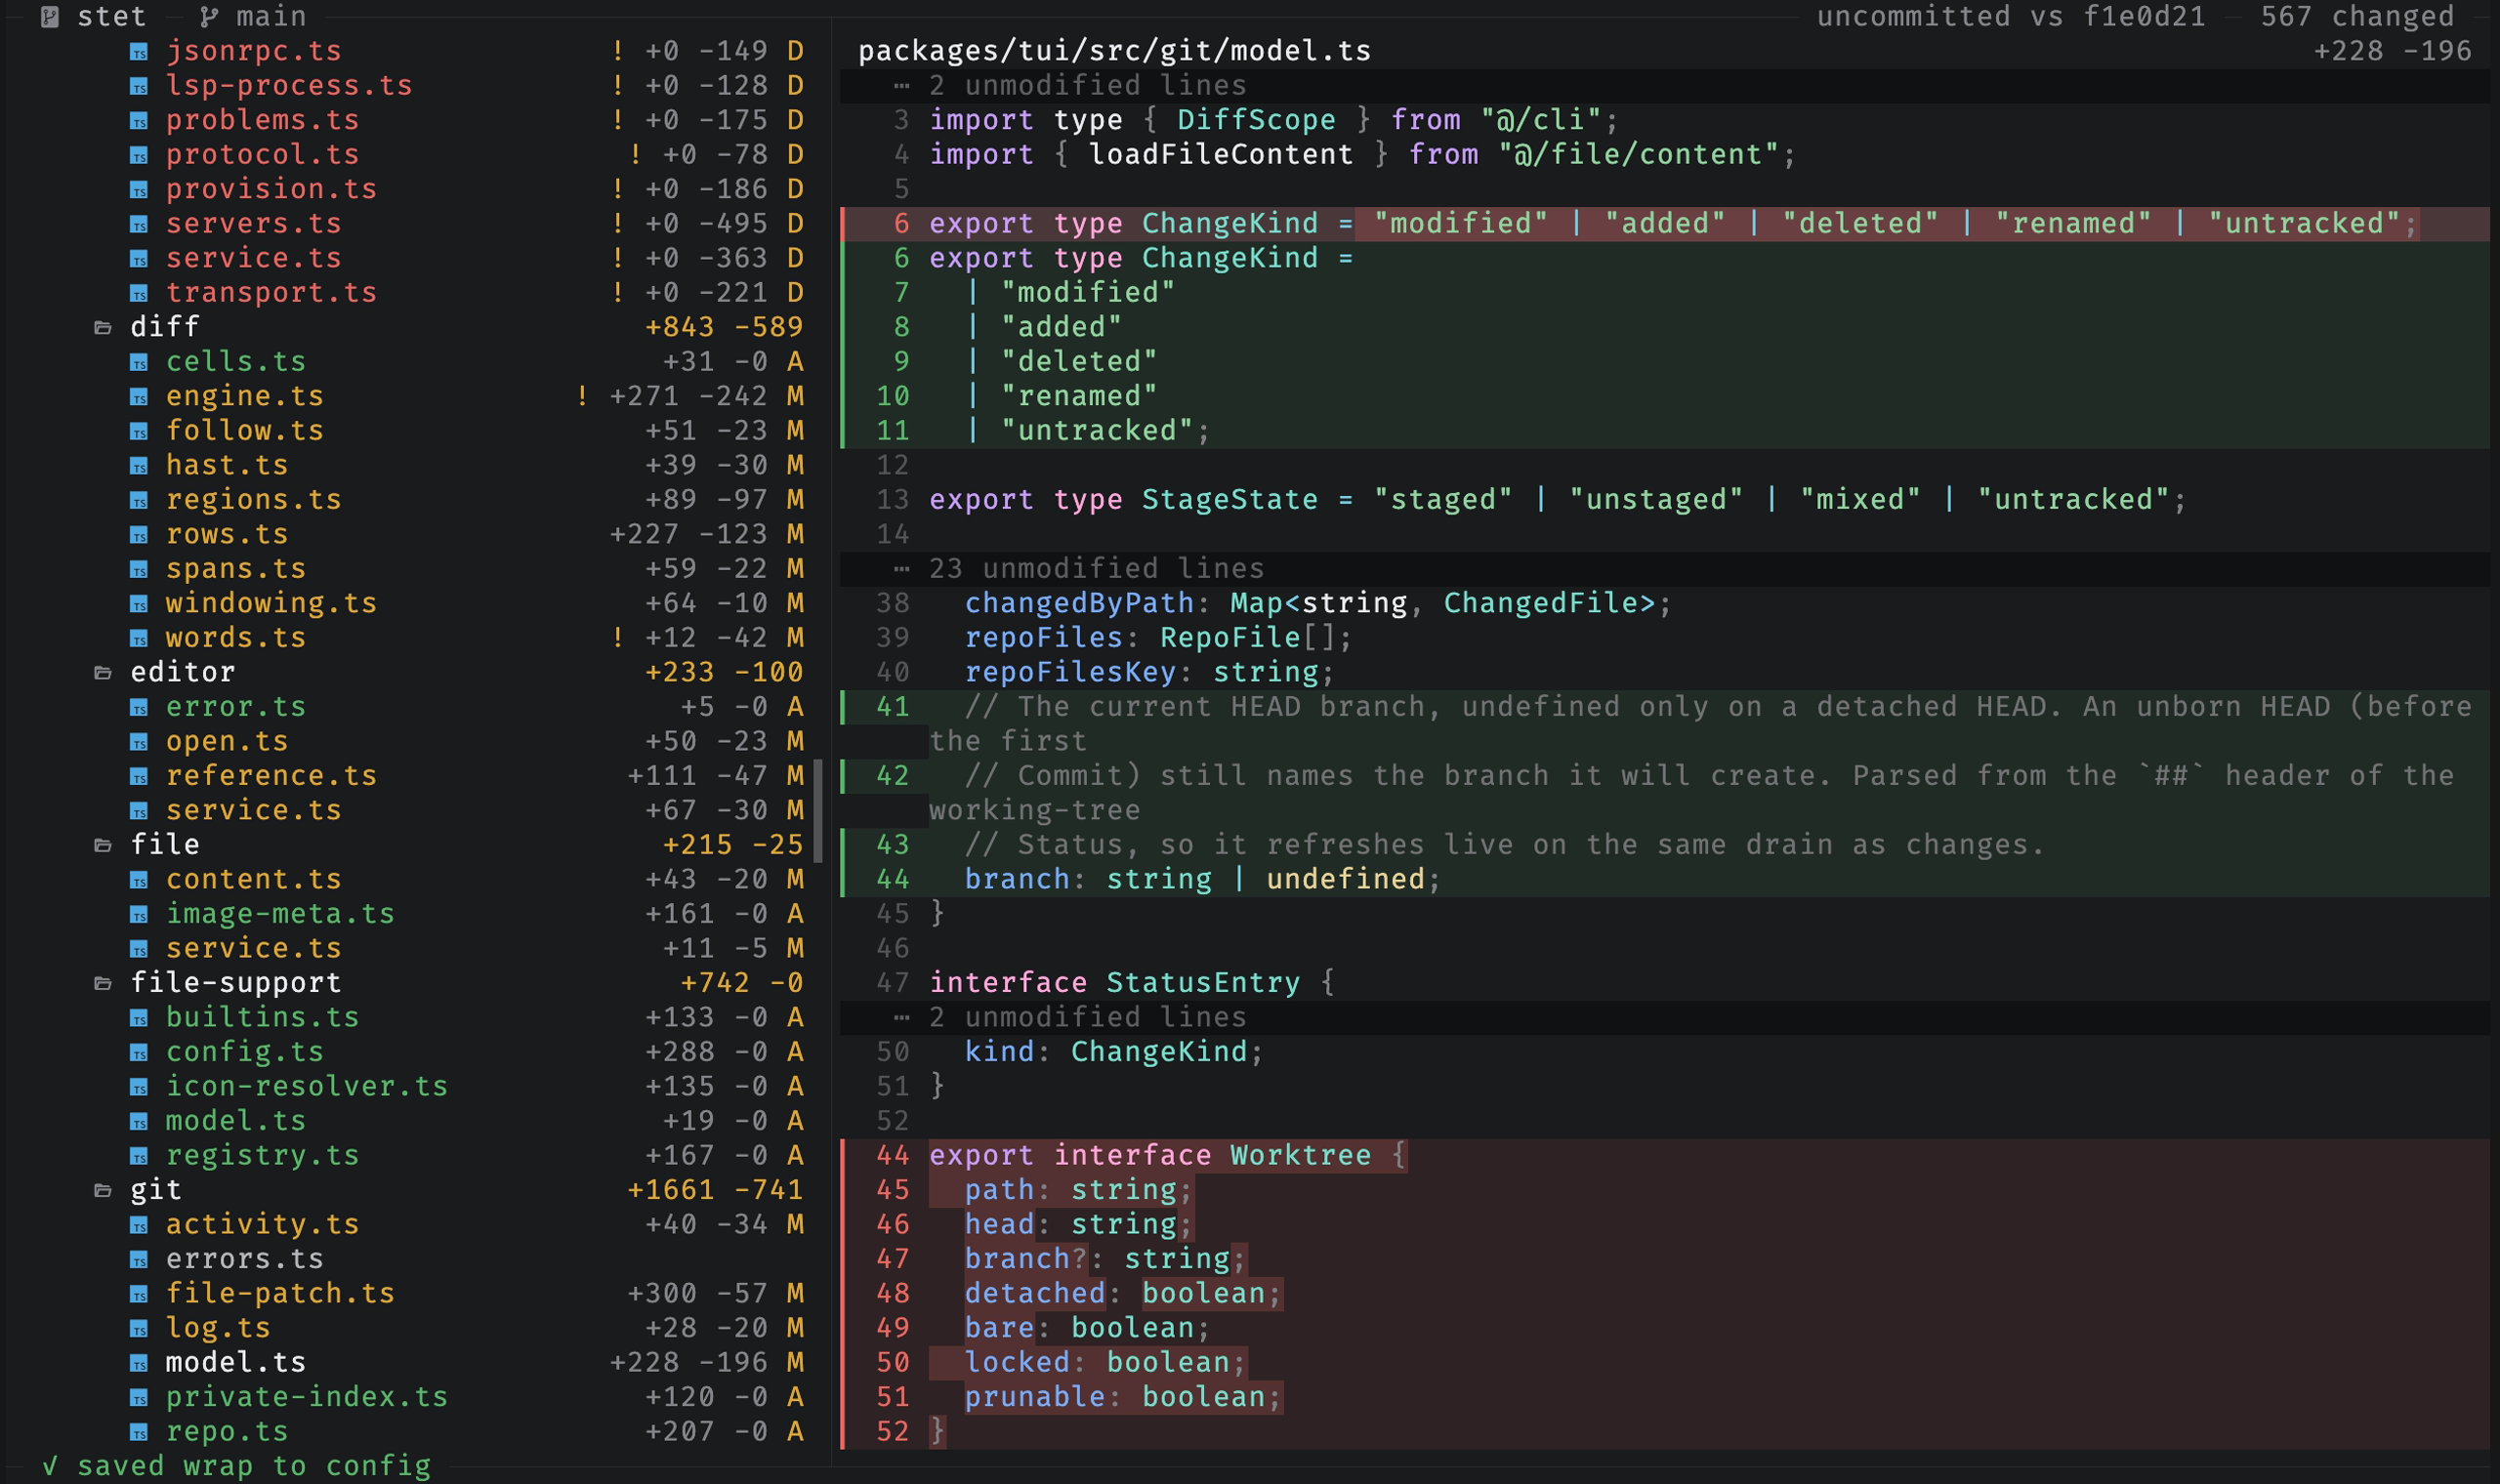 stet — main
uncommitted vs f1e0d21 — 567 changed
jsonrpc.ts ! +0 -149 D
lsp-process.ts ! +0 -128 D
problems.ts ! +0 -175 D
protocol.ts ! +0 -78 D
provision.ts ! +0 -186 D
servers.ts ! +0 -495 D
service.ts ! +0 -363 D
transport.ts ! +0 -221 D
diff +843 -589
cells.ts +31 -0 A
engine.ts ! +271 -242 M
follow.ts +51 -23 M
hast.ts +39 -30 M
regions.ts +89 -97 M
rows.ts +227 -123 M
spans.ts +59 -22 M
windowing.ts +64 -10 M
words.ts ! +12 -42 M
editor +233 -100
error.ts +5 -0 A
open.ts +50 -23 M
reference.ts +111 -47 M
service.ts +67 -30 M
file +215 -25
content.ts +43 -20 M
image-meta.ts +161 -0 A
service.ts +11 -5 M
file-support +742 -0
builtins.ts +133 -0 A
config.ts +288 -0 A
icon-resolver.ts +135 -0 A
model.ts +19 -0 A
registry.ts +167 -0 A
git +1661 -741
activity.ts +40 -34 M
errors.ts
file-patch.ts +300 -57 M
log.ts +28 -20 M
model.ts +228 -196 M
private-index.ts +120 -0 A
repo.ts +207 -0 A
√ saved wrap to config
packages/tui/src/git/model.ts +228 -196
⋯ 2 unmodified lines
3 import type { DiffScope } from "@/cli";
4 import { loadFileContent } from "@/file/content";
5
6 export type ChangeKind = "modified" | "added" | "deleted" | "renamed" | "untracked";
6 export type ChangeKind =
7 | "modified"
8 | "added"
9 | "deleted"
10 | "renamed"
11 | "untracked";
12
13 export type StageState = "staged" | "unstaged" | "mixed" | "untracked";
14
⋯ 23 unmodified lines
38 changedByPath: Map<string, ChangedFile>;
39 repoFiles: RepoFile[];
40 repoFilesKey: string;
41 // The current HEAD branch, undefined only on a detached HEAD. An unborn HEAD (before
the first
42 // Commit) still names the branch it will create. Parsed from the `##` header of the
working-tree
43 // Status, so it refreshes live on the same drain as changes.
44 branch: string | undefined;
45 }
46
47 interface StatusEntry {
⋯ 2 unmodified lines
50 kind: ChangeKind;
51 }
52
44 export interface Worktree {
45 path: string;
46 head: string;
47 branch?: string;
48 detached: boolean;
49 bare: boolean;
50 locked: boolean;
51 prunable: boolean;
52 }